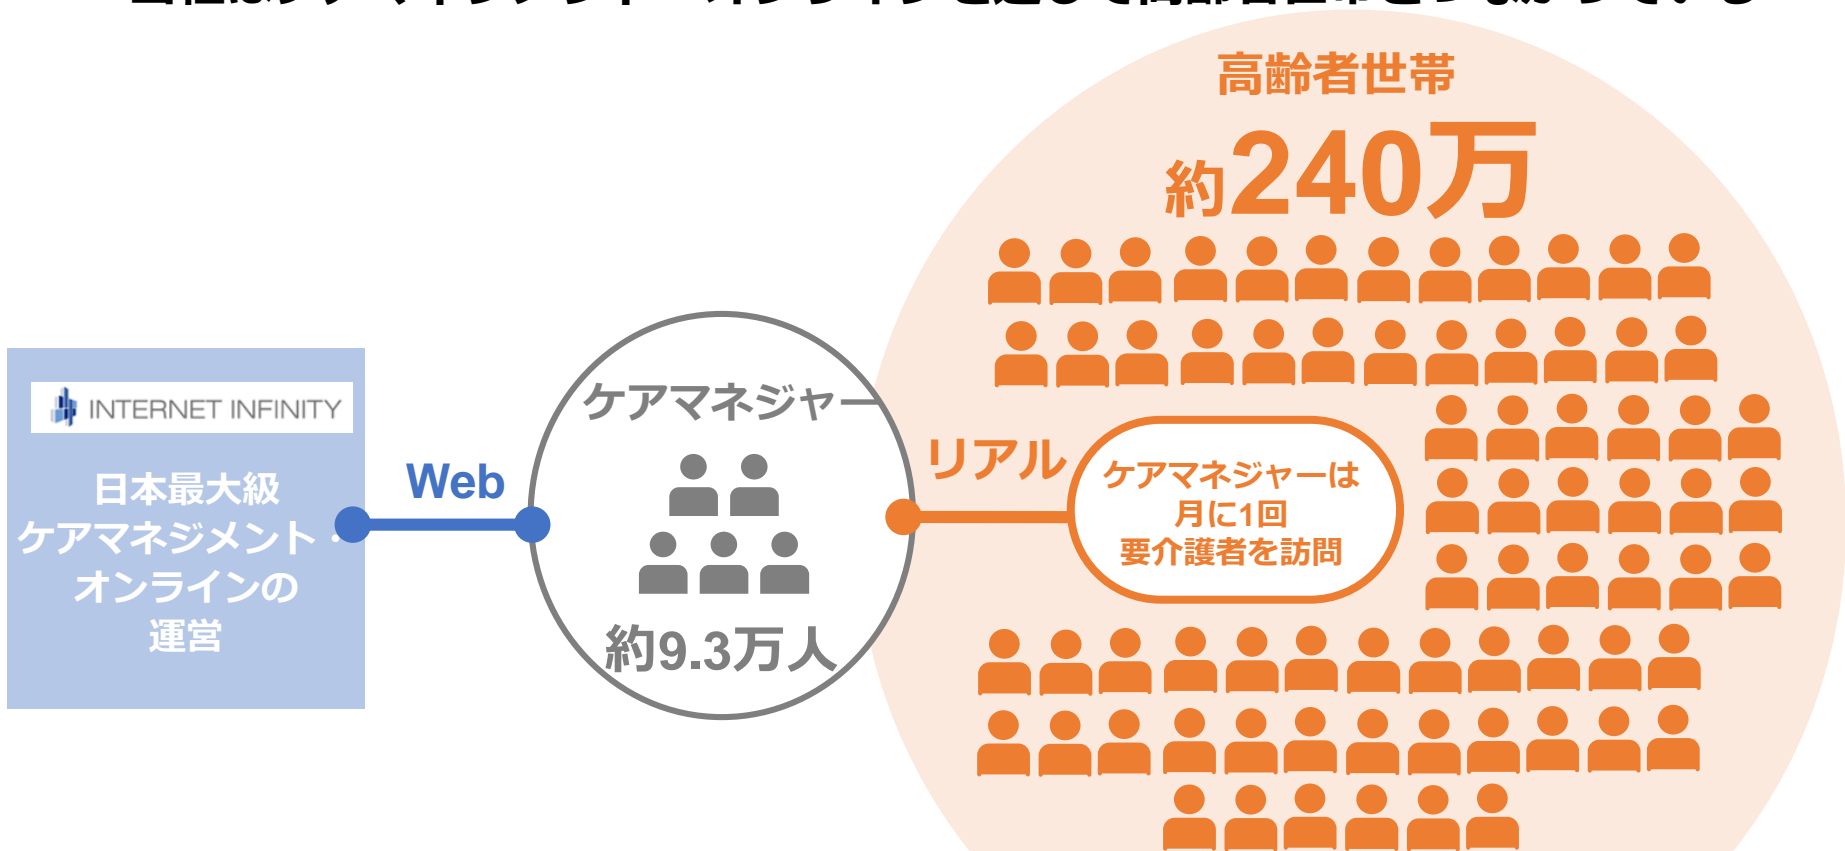 高齢者世帯
約240万
INTERNET INFINITY
日本最大級
ケアマネジメント・
オンラインの
運営
Web
ケアマネジャー
約9.3万人
リアル
ケアマネジャーは
月に1回
要介護者を訪問